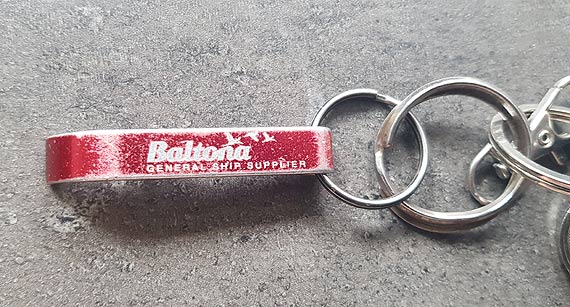 Baltona
GENERAL SHIP SUPPLIER